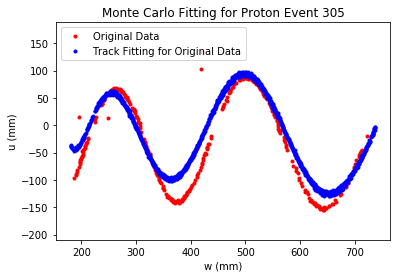 Monte Carlo Fitting for Proton Event 305
Original Data
Track Fitting for Original Data
u (mm)
150
100
50
0
−50
−100
−150
−200
200
300
400
500
600
700
w (mm)